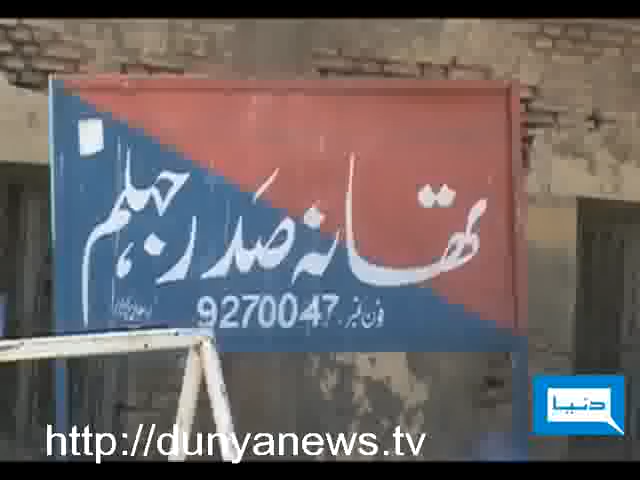 تھانہ صدر جہلم
فون نمبر 9270047
دنیا
http://dunyanews.tv